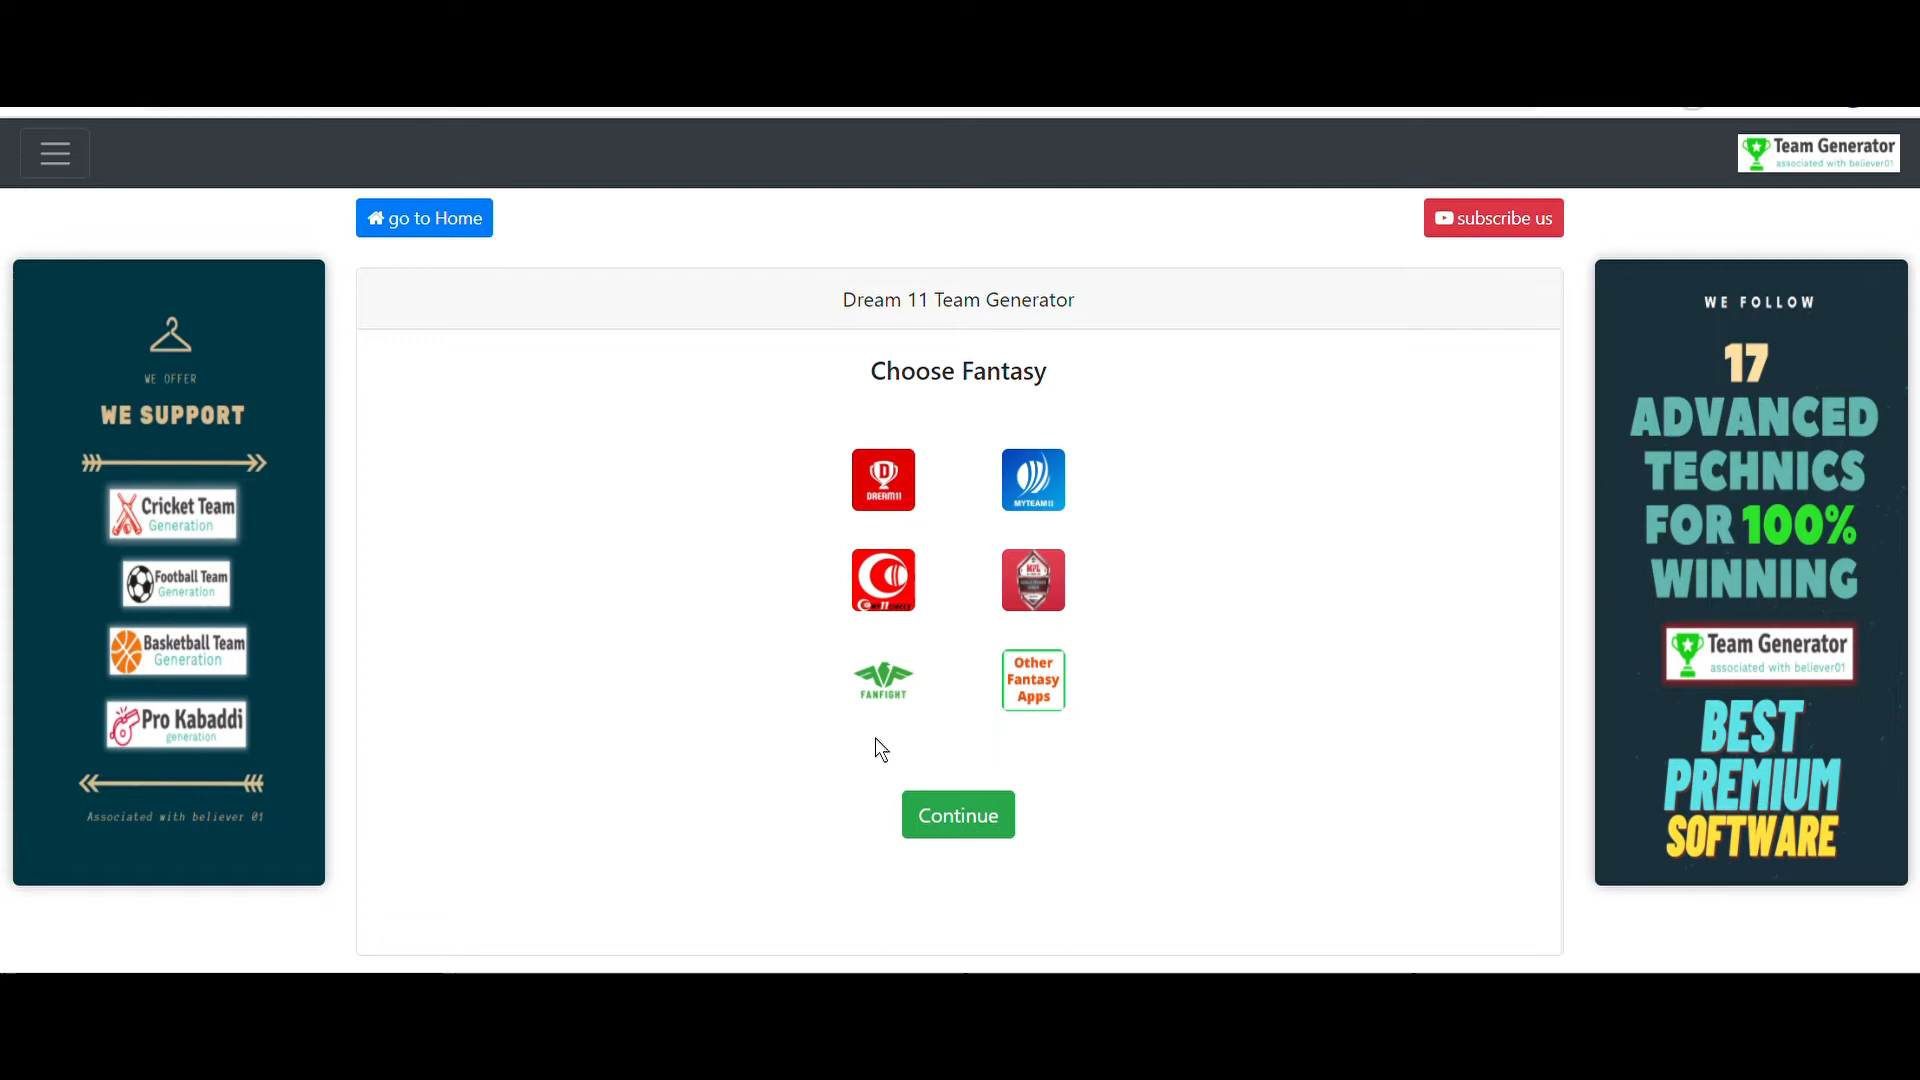 Team Generator
associated with believer01
go to Home
subscribe us
WE OFFER
WE SUPPORT
Cricket Team
Generation
Football Team
Generation
Basketball Team
Generation
Pro Kabaddi
generation
Associated with believer 01
Dream 11 Team Generator
Choose Fantasy
D
DREAM11
MYTEAM11
MPL
FANFIGHT
Other
Fantasy
Apps
Continue
WE FOLLOW
17
ADVANCED
TECHNICS
FOR 100%
WINNING
Team Generator
associated with believer01
BEST
PREMIUM
SOFTWARE